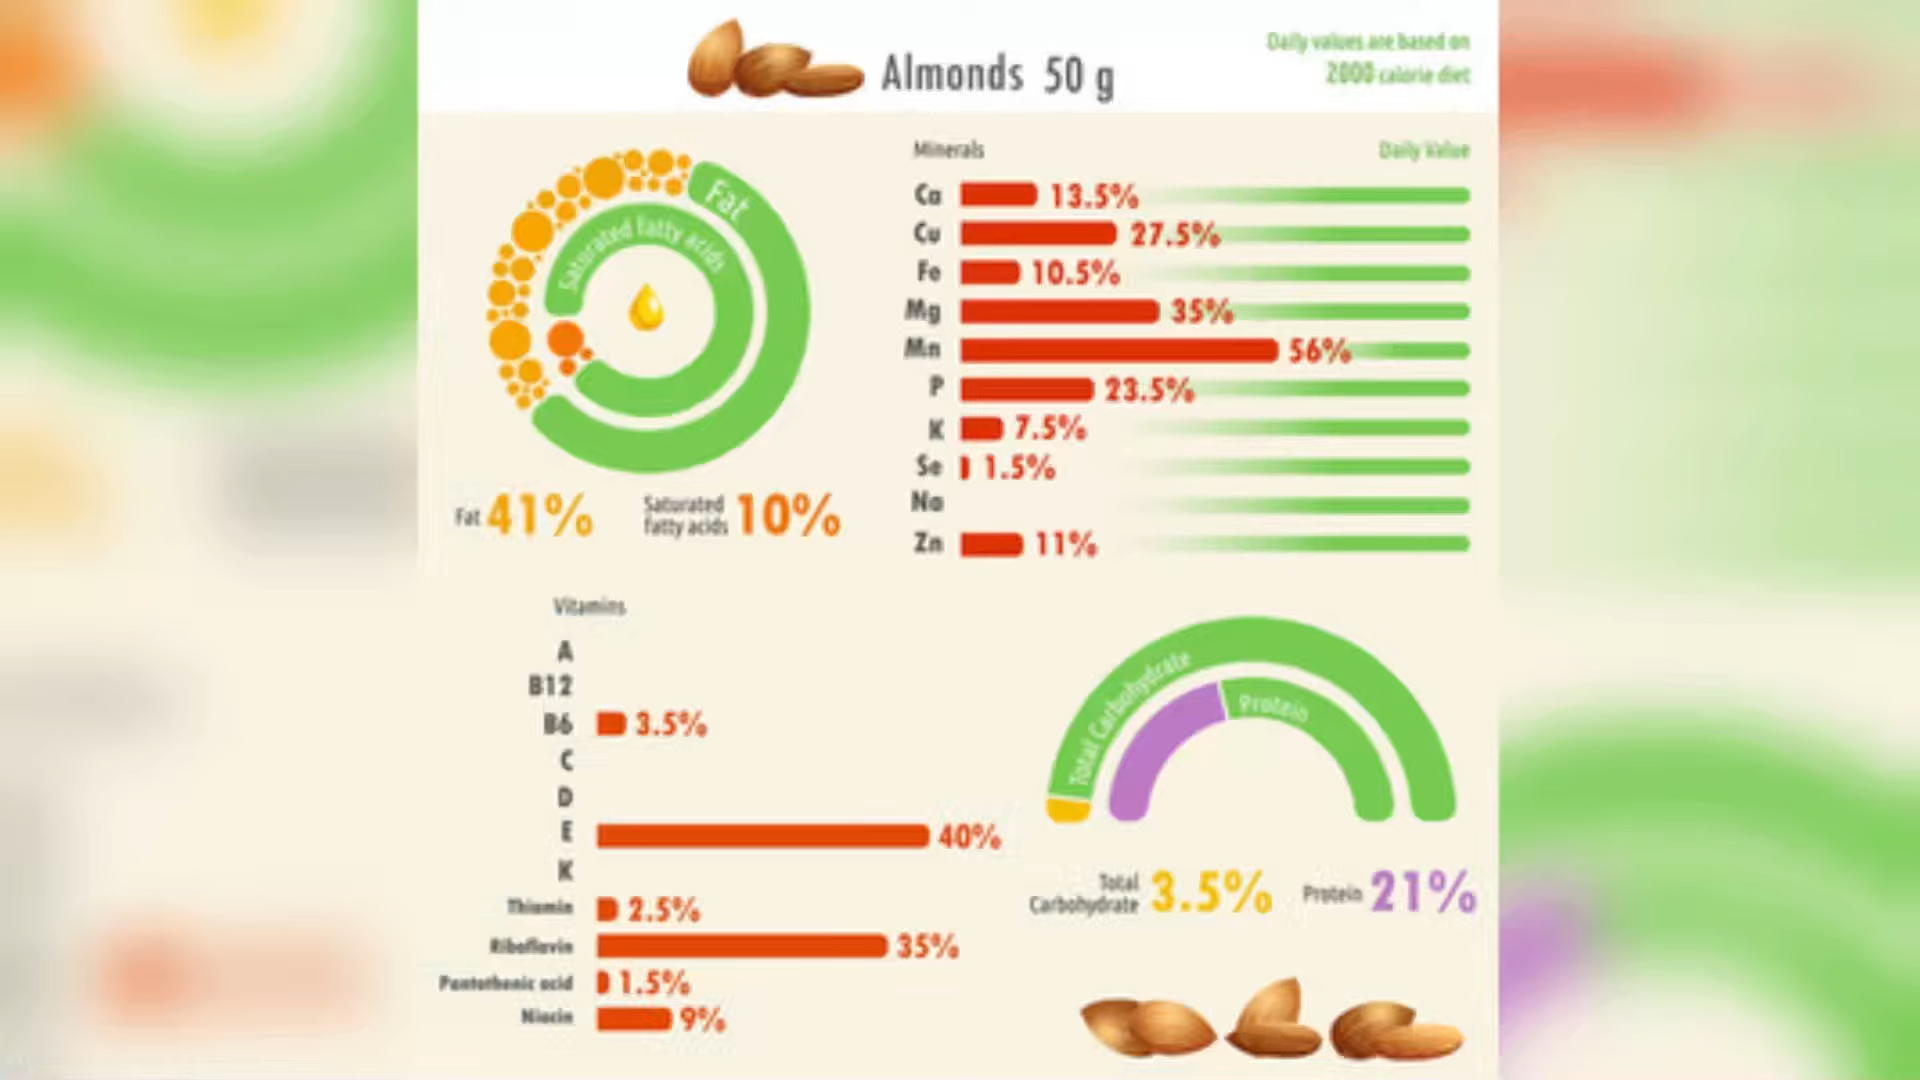 Almonds 50 g
Daily values are based on
2000 calorie diet
Fat
Saturated fatty acids
Fat 41%
Saturated
fatty acids 10%
Minerals Daily Value
Ca 13.5%
Cu 27.5%
Fe 10.5%
Mg 35%
Mn 56%
P 23.5%
K 7.5%
Se 1.5%
Na
Zn 11%
Vitamins
A
B12
B6 3.5%
C
D
E 40%
K
Thiamin 2.5%
Riboflavin 35%
Pantothenic acid 1.5%
Niacin 9%
Total Carbohydrate
Protein
Total
Carbohydrate 3.5%
Protein 21%